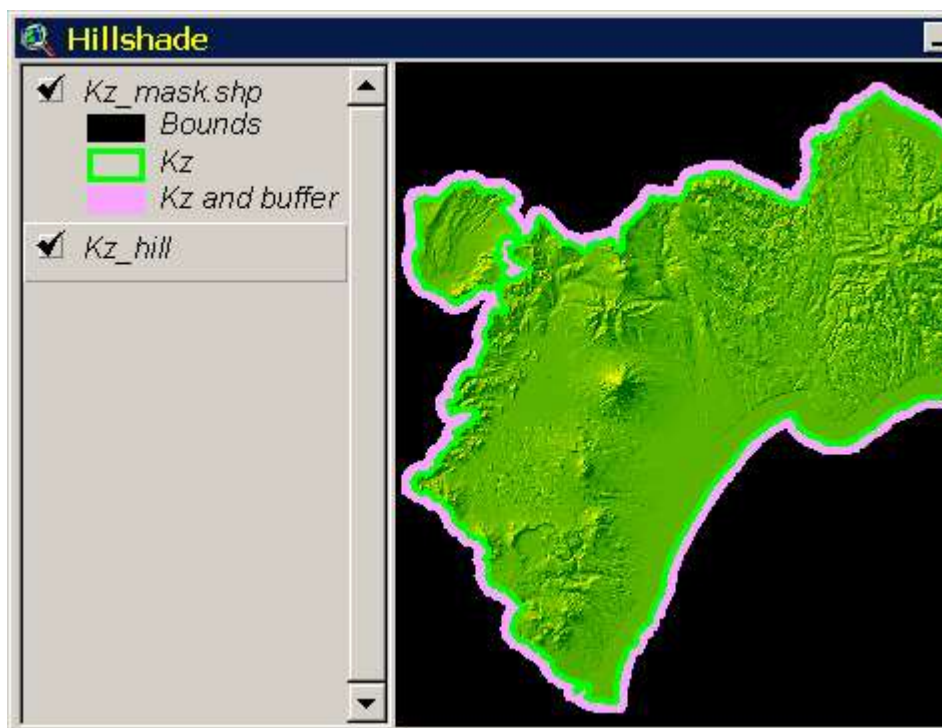 Hillshade
Kz_mask.shp
Bounds
Kz
Kz and buffer
Kz_hill